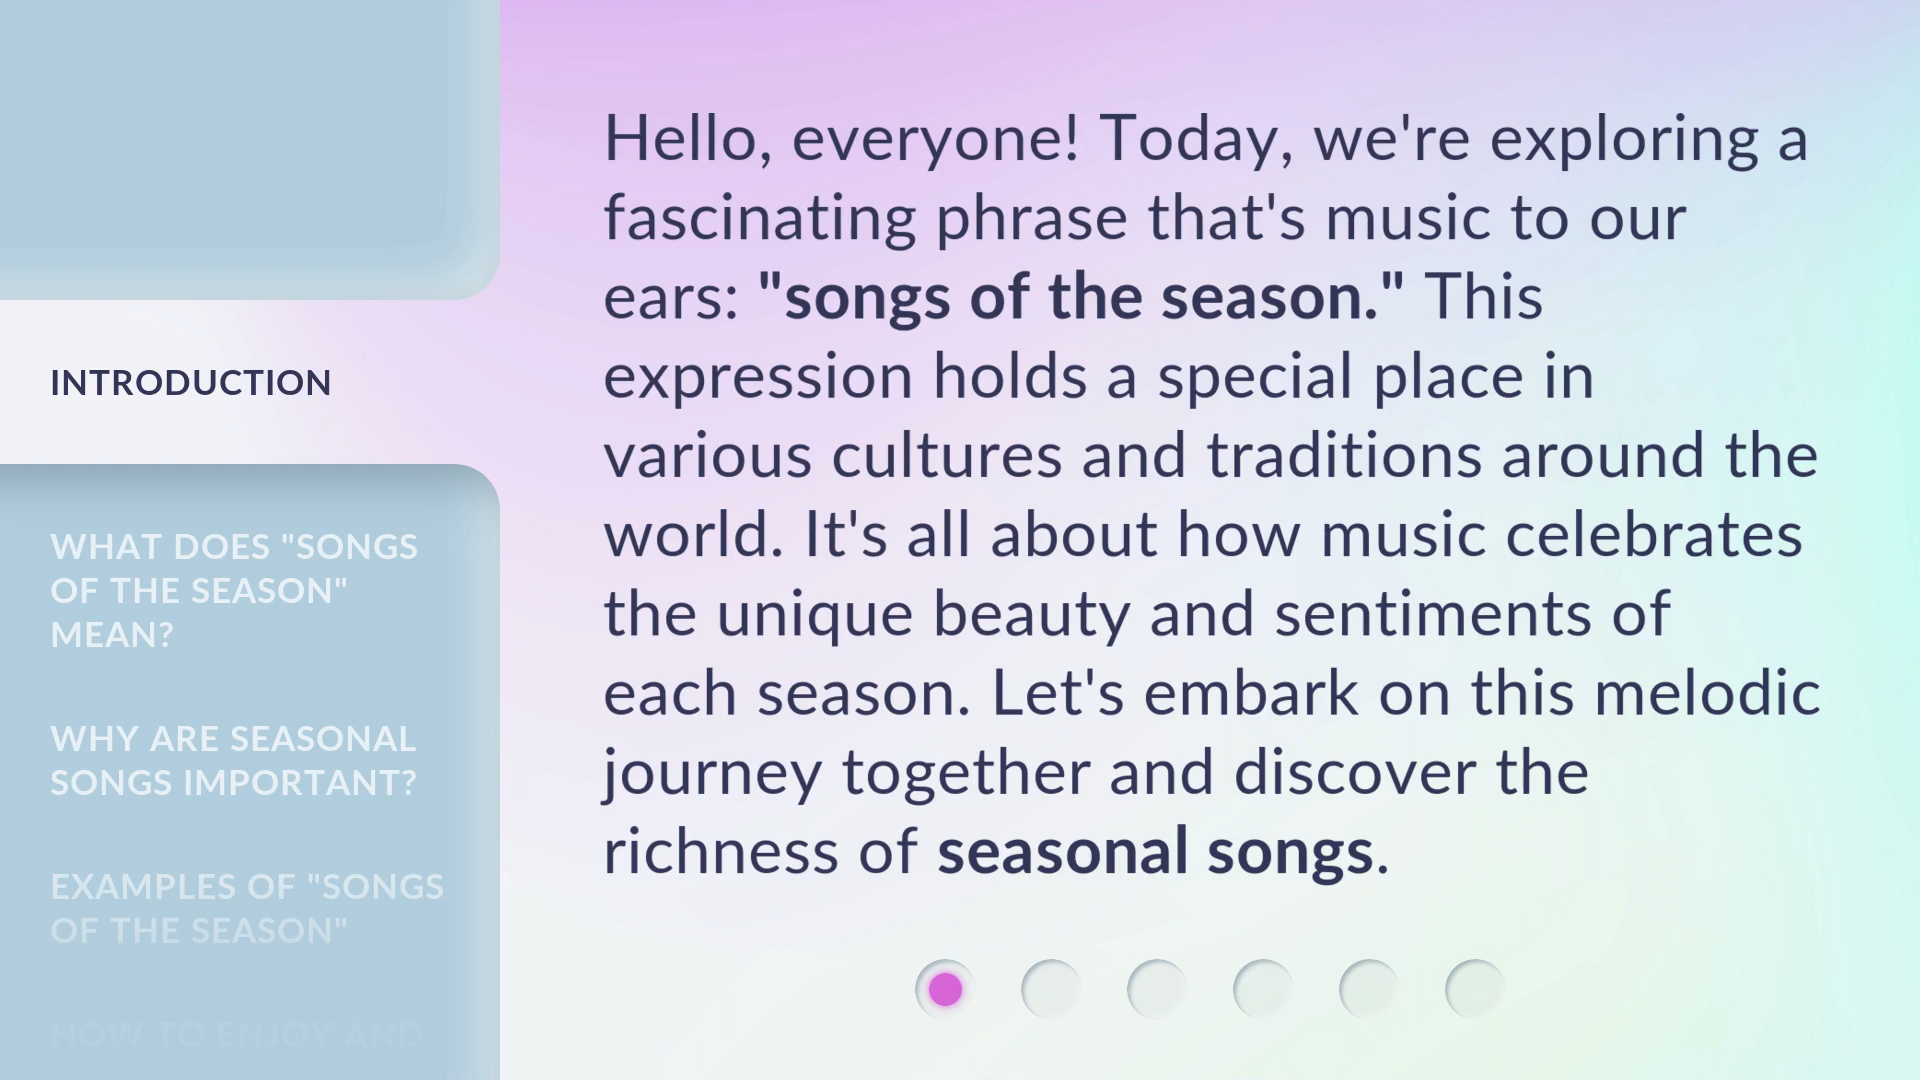 INTRODUCTION
WHAT DOES "SONGS
OF THE SEASON"
MEAN?
WHY ARE SEASONAL
SONGS IMPORTANT?
EXAMPLES OF "SONGS
OF THE SEASON"
HOW TO ENJOY AND
Hello, everyone! Today, we're exploring a
fascinating phrase that's music to our
ears: "songs of the season." This
expression holds a special place in
various cultures and traditions around the
world. It's all about how music celebrates
the unique beauty and sentiments of
each season. Let's embark on this melodic
journey together and discover the
richness of seasonal songs.